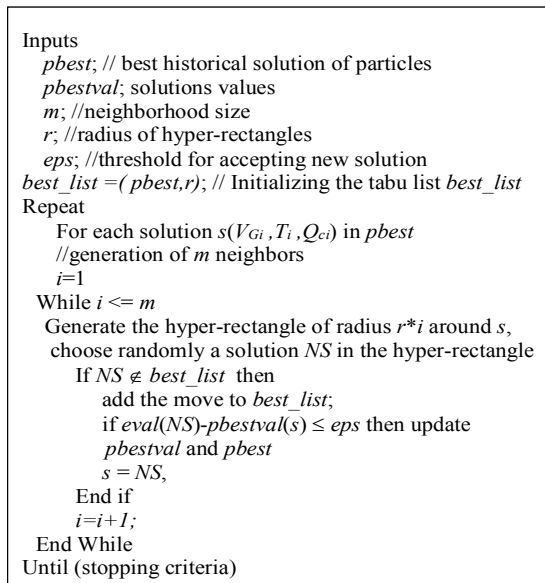 Inputs
pbest; // best historical solution of particles
pbestval; solutions values
m; //neighborhood size
r; //radius of hyper-rectangles
eps; //threshold for accepting new solution
best_list =( pbest,r); // Initializing the tabu list best_list
Repeat
For each solution s(VGi ,Ti ,Qci) in pbest
//generation of m neighbors
i=1
While i <= m
Generate the hyper-rectangle of radius r*i around s,
choose randomly a solution NS in the hyper-rectangle
If NS ∉ best_list then
add the move to best_list;
if eval(NS)-pbestval(s) ≤ eps then update
pbestval and pbest
s = NS,
End if
i=i+1;
End While
Until (stopping criteria)